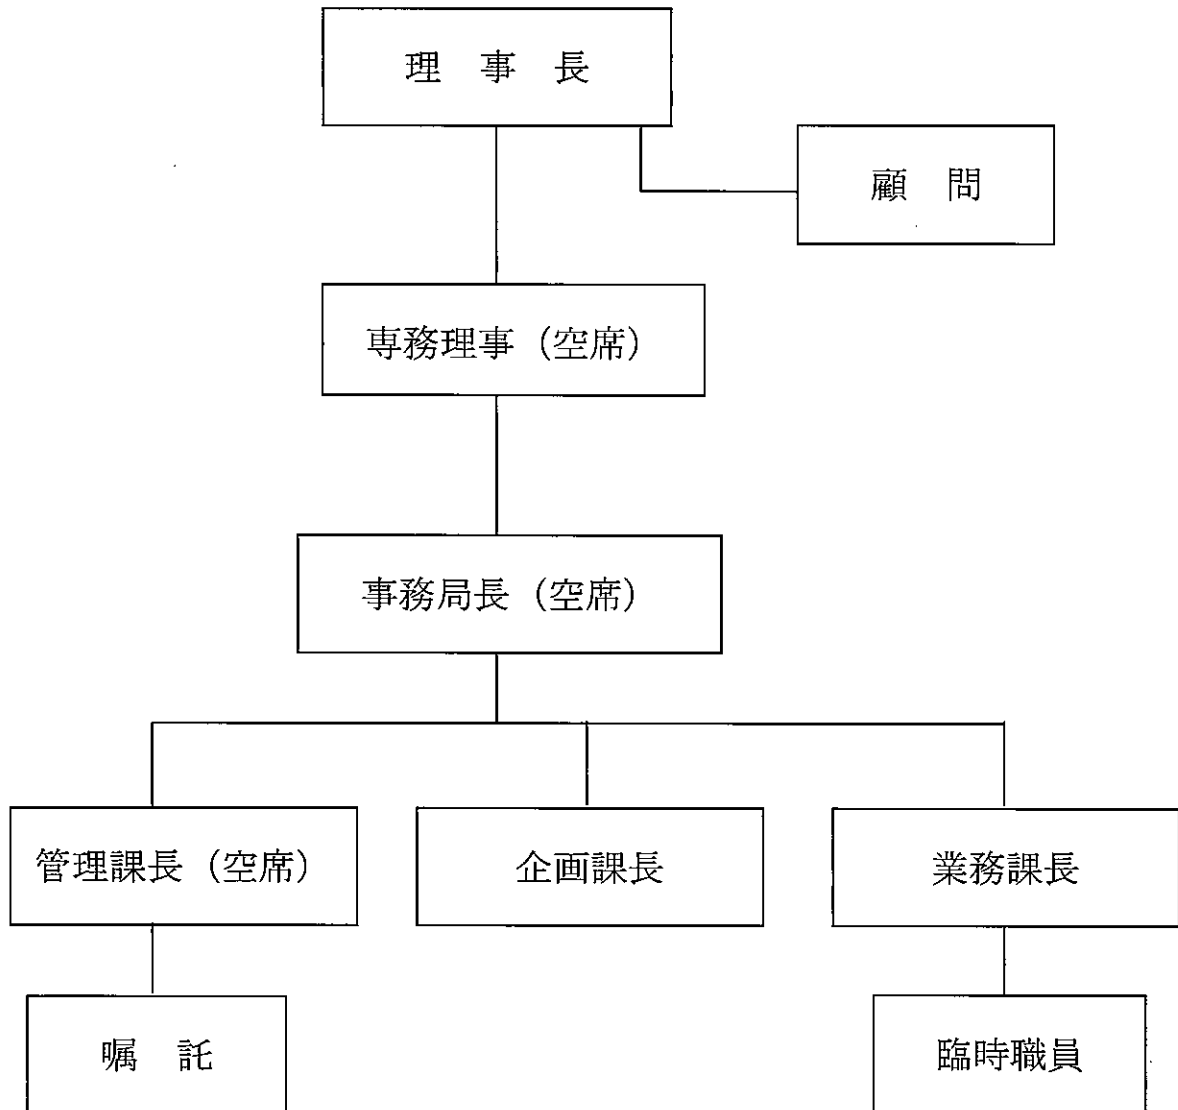 理　事　長
顧　問
専務理事（空席）
事務局長（空席）
管理課長（空席）
企画課長
業務課長
嘱　託
臨時職員